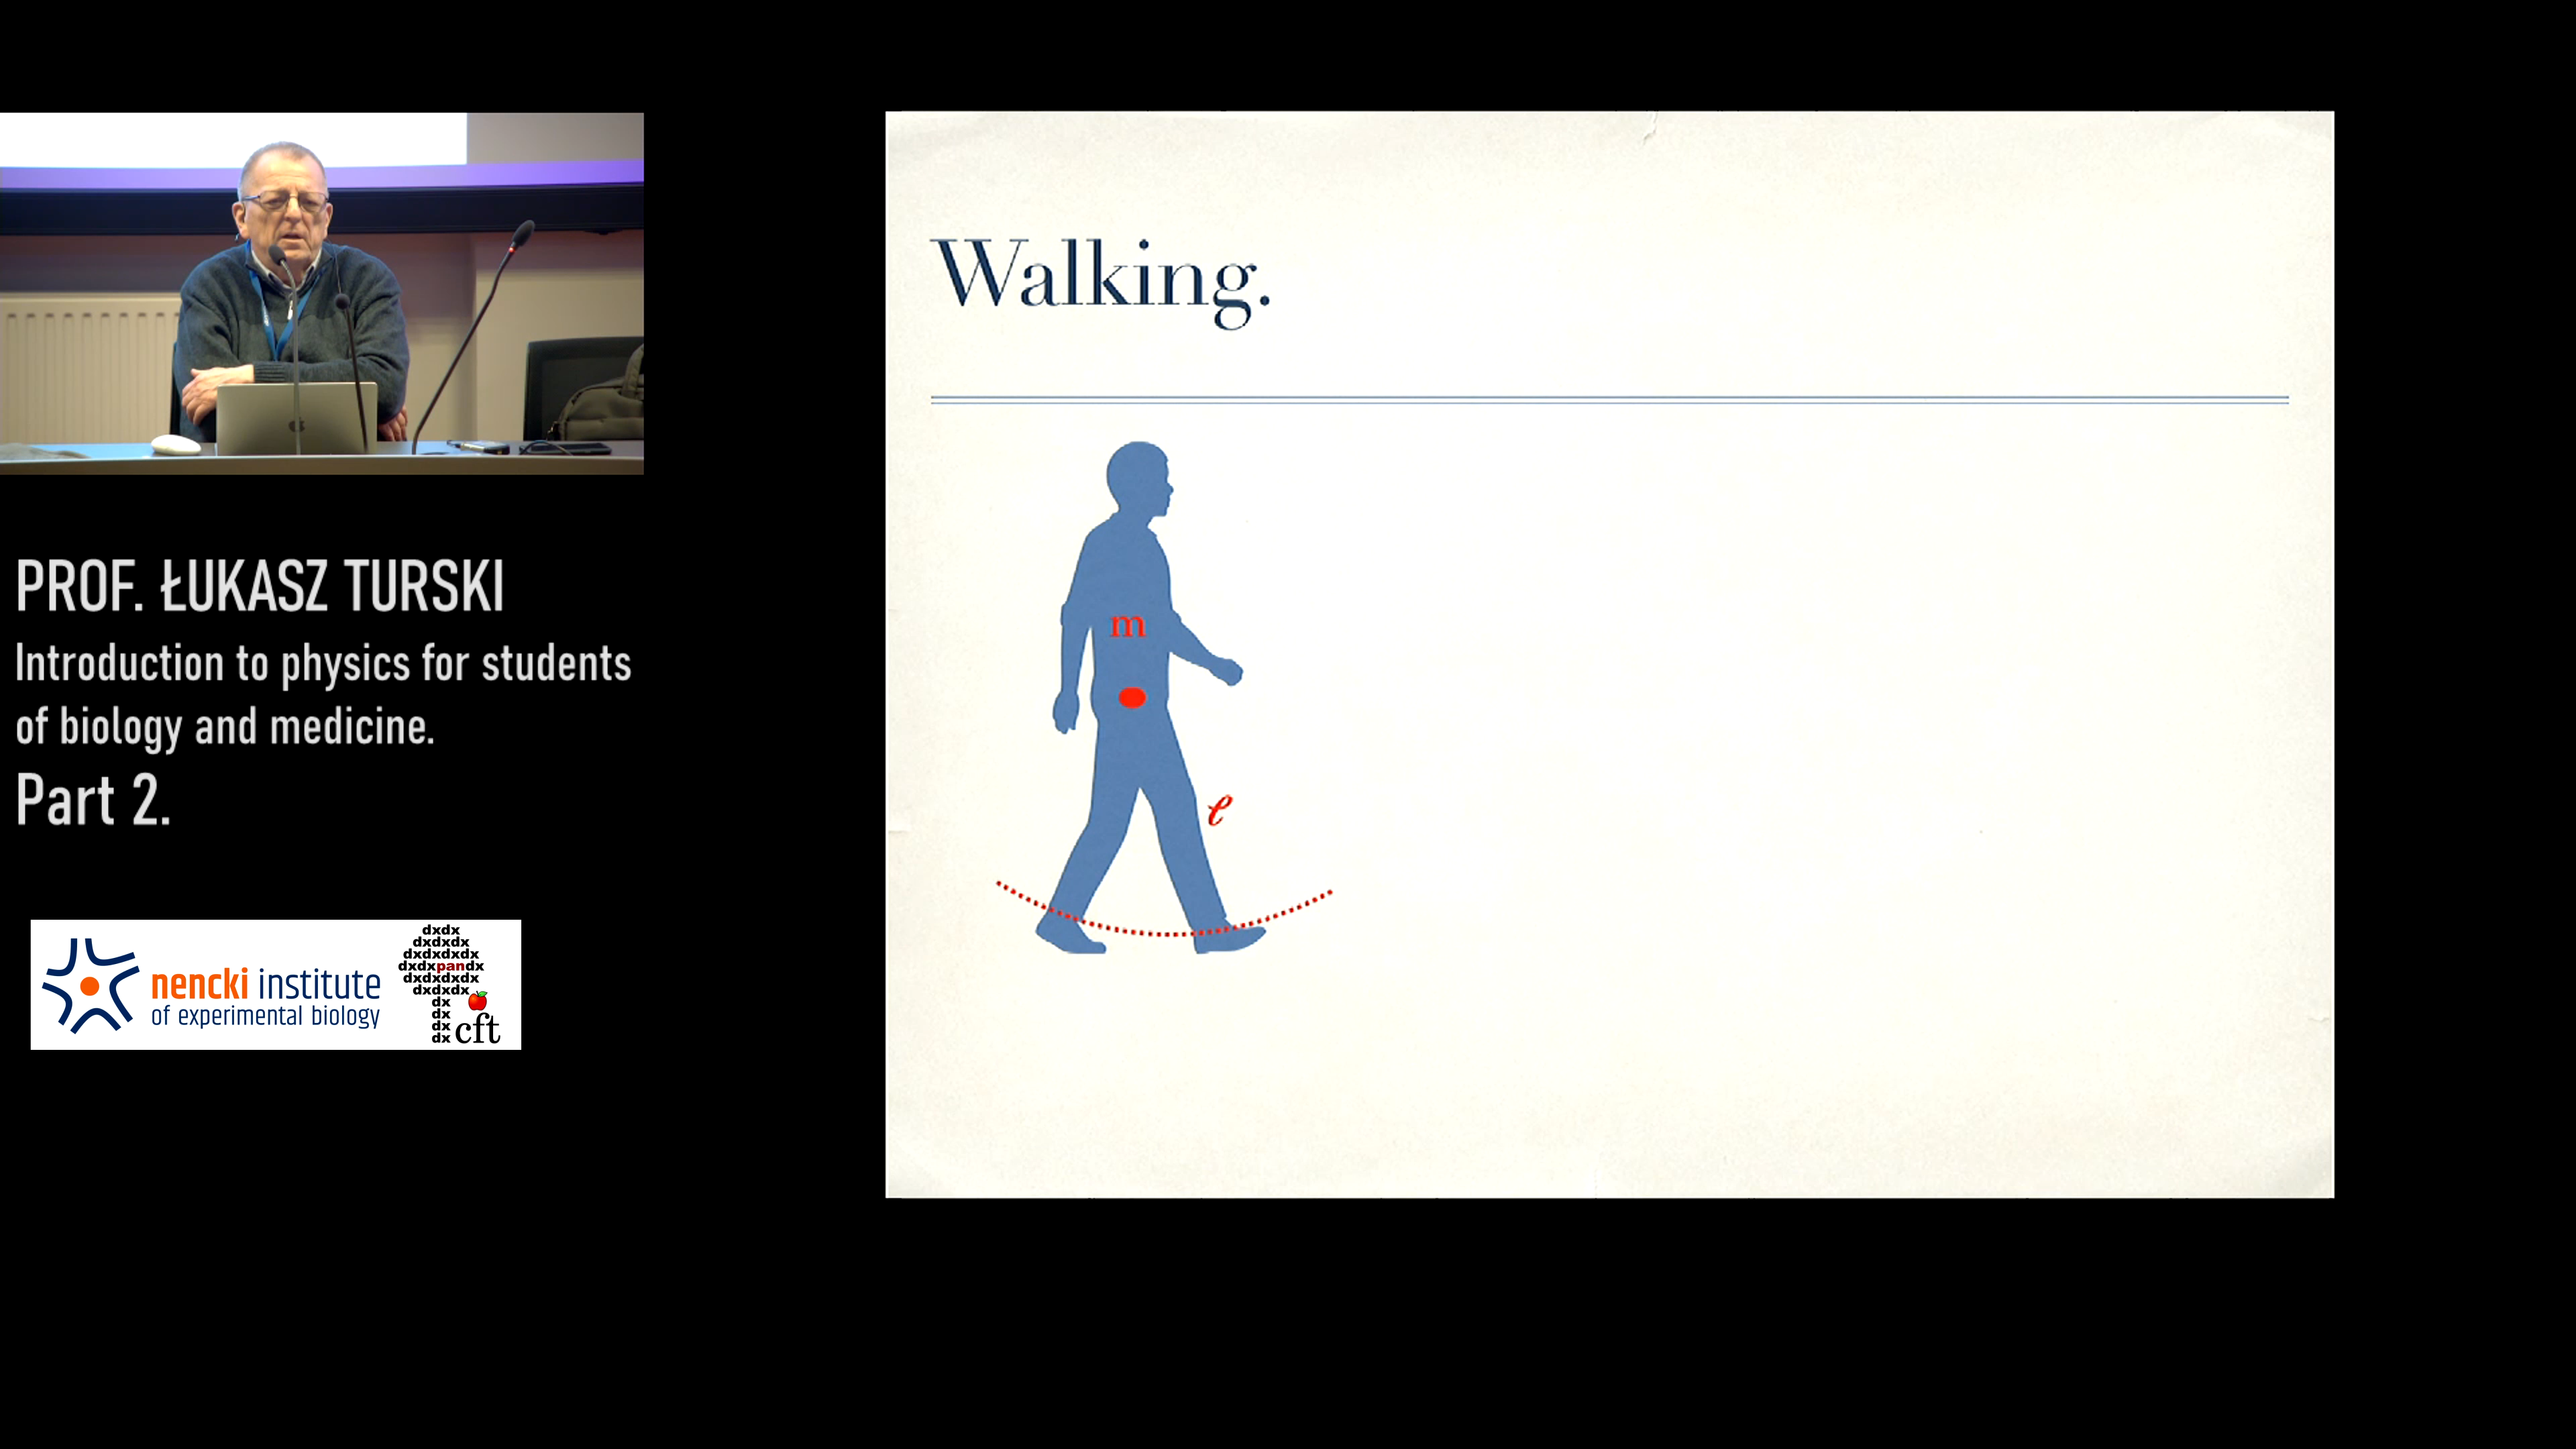 PROF. ŁUKASZ TURSKI
Introduction to physics for students
of biology and medicine.
Part 2.
nencki institute
of experimental biology
dxdx
dxdxdx
dxdxdxdx
dxdxpandx
dxdxdxdx
dxdxdx
dx
dx
dx
dx
cft
Walking.
m
ℓ